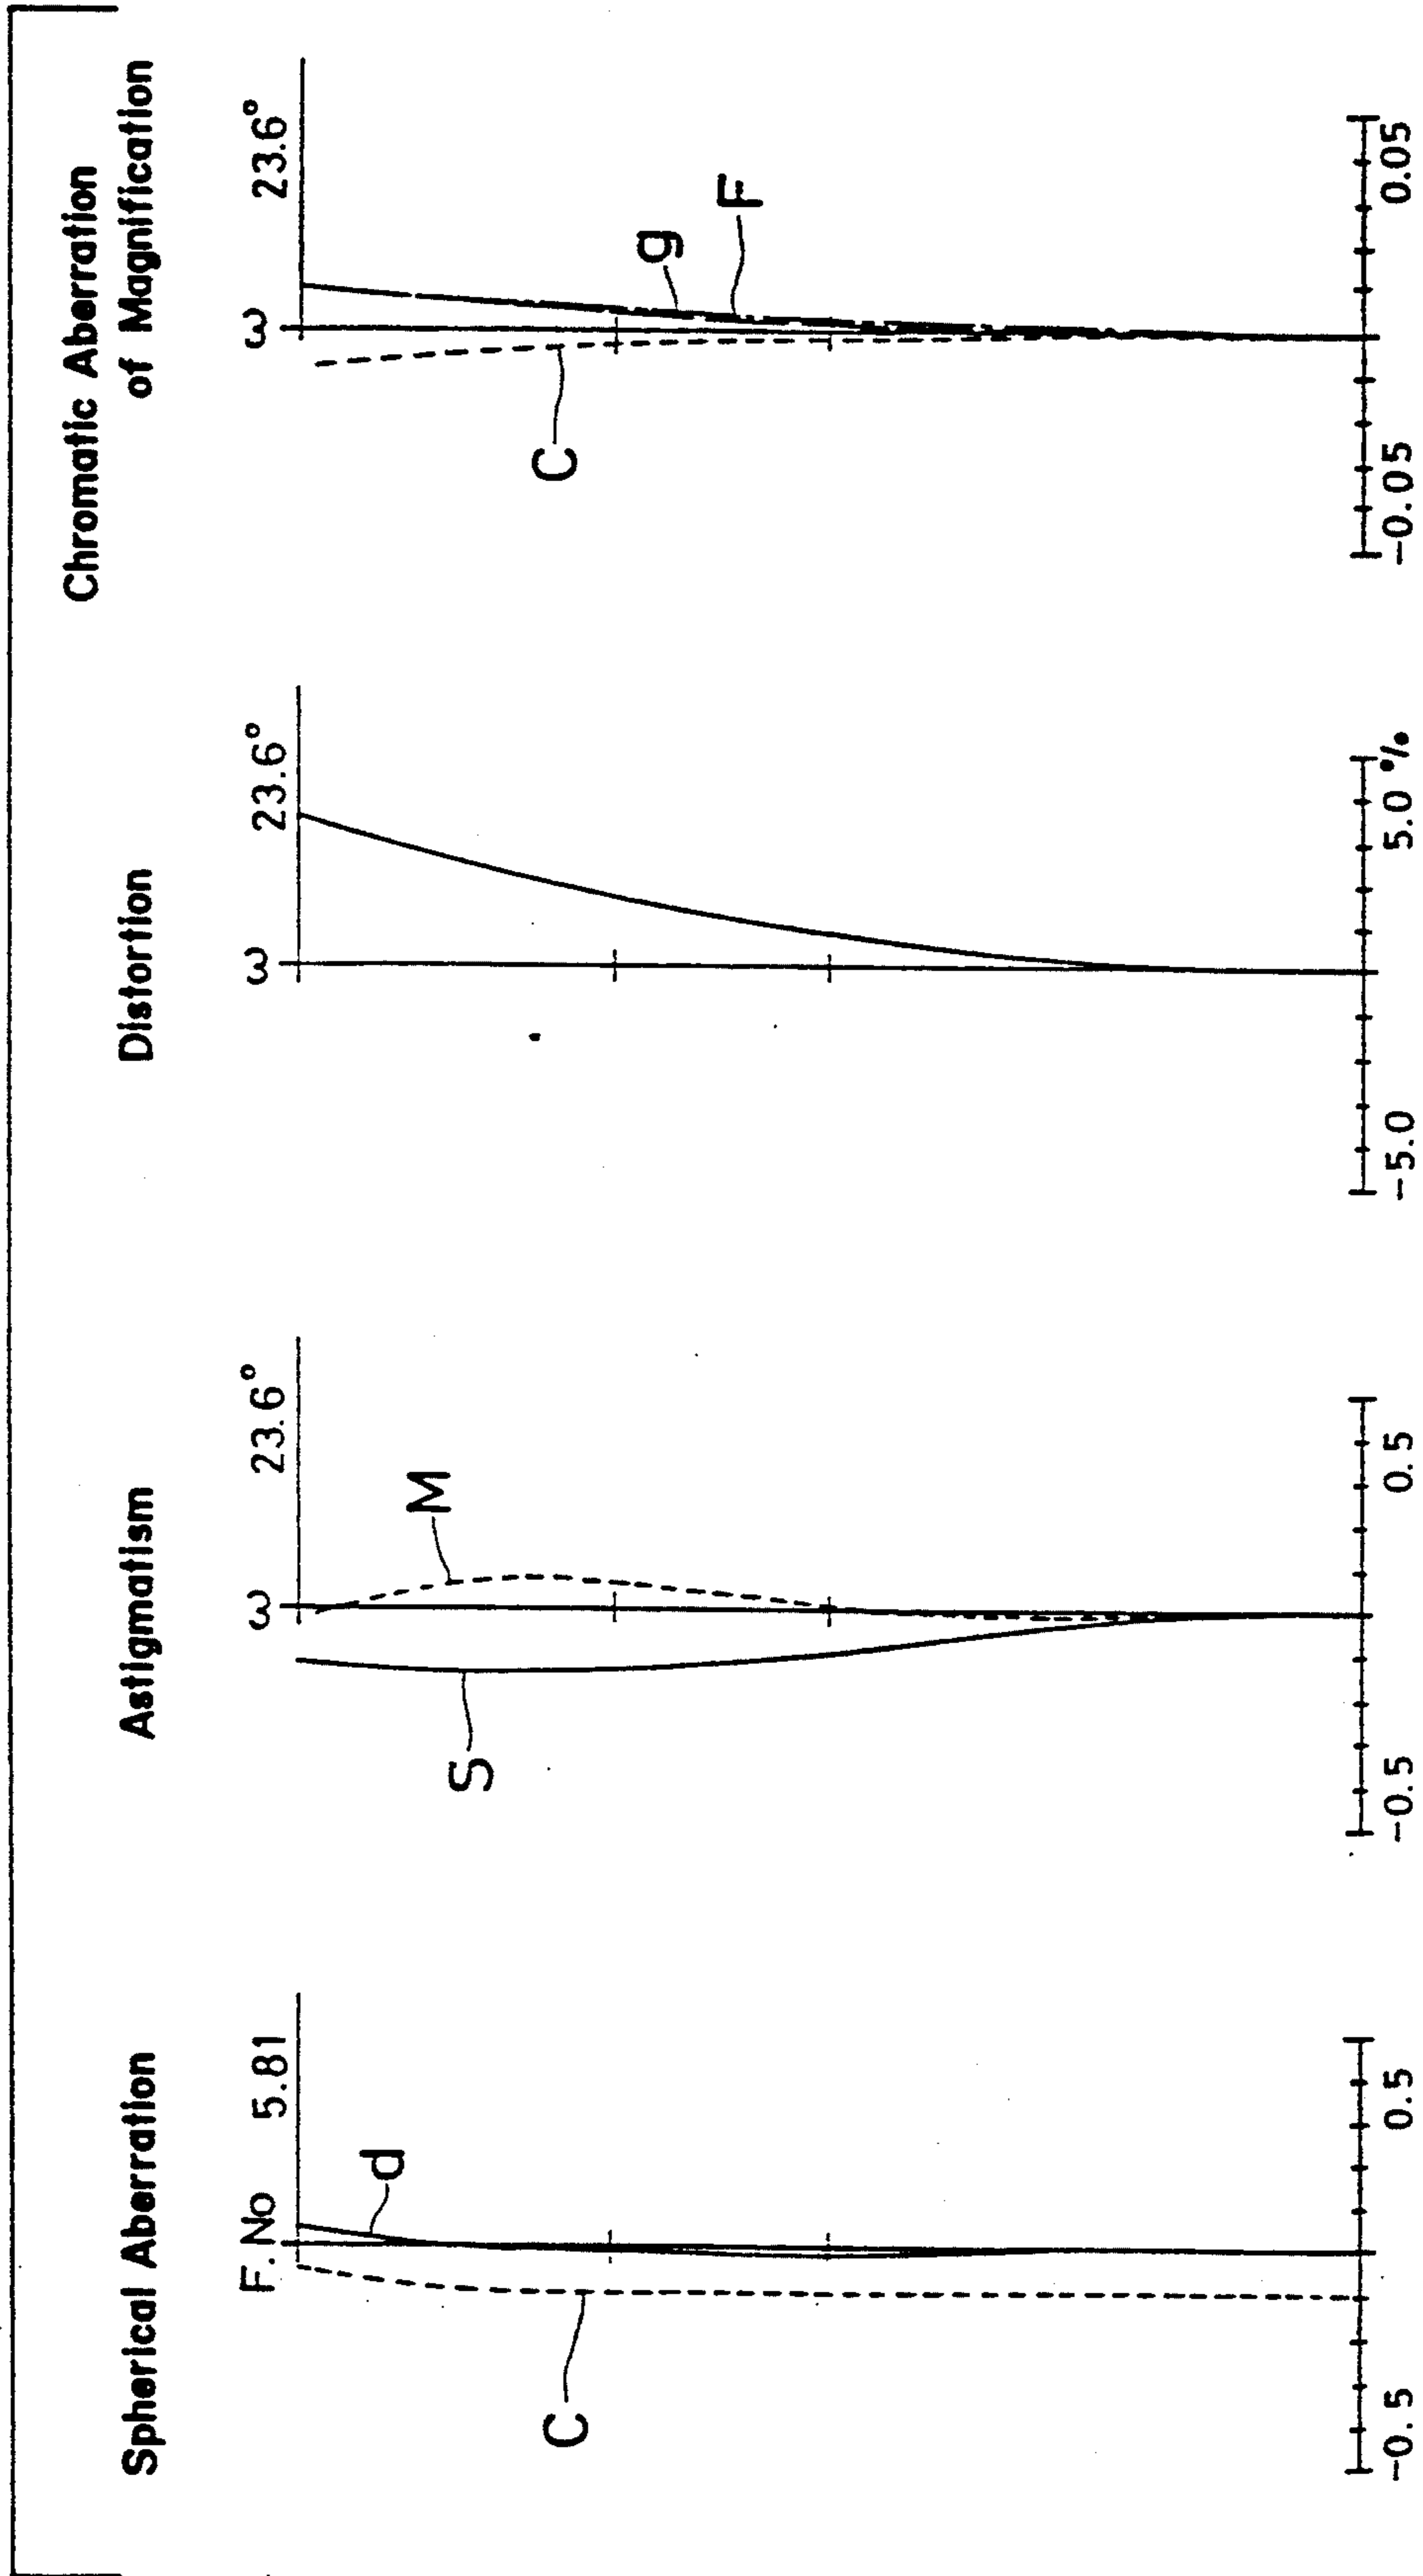 Spherical Aberration
F. No 5.81
d
C
-0.5 0.5
Astigmatism
ω 23.6°
M
S
-0.5 0.5
Distortion
ω 23.6°
-5.0 5.0 %
Chromatic Aberration
of Magnification
ω 23.6°
g
F
C
-0.05 0.05